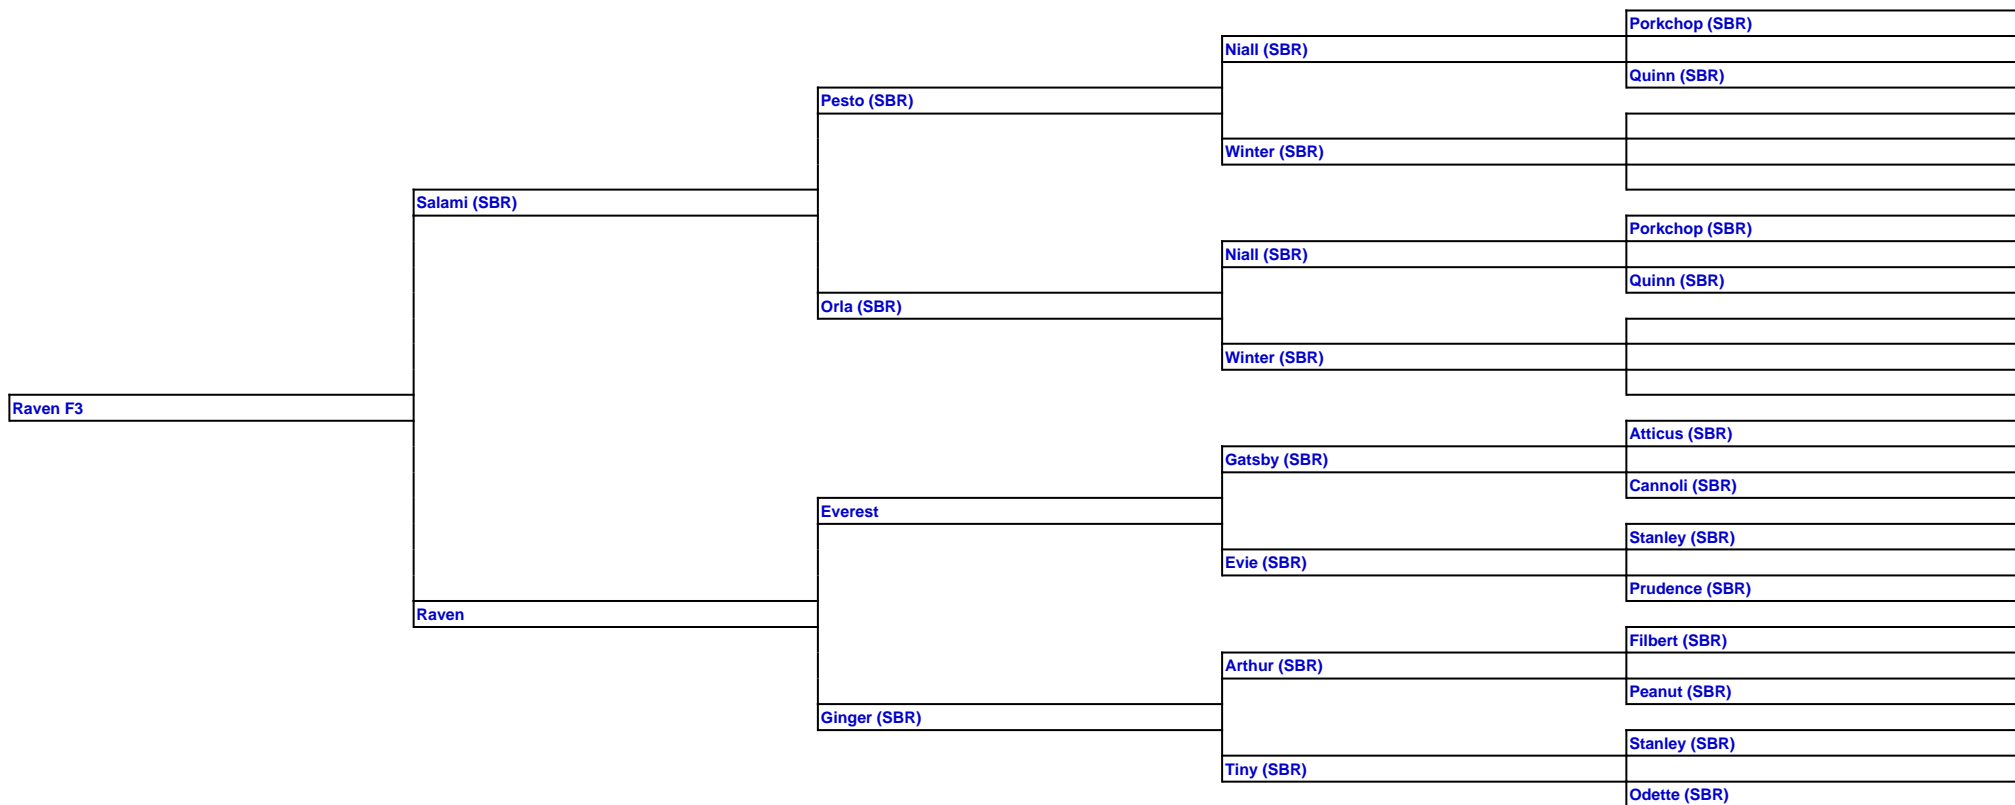 Porkchop (SBR)
Niall (SBR)
Quinn (SBR)
Pesto (SBR)
Winter (SBR)
Salami (SBR)
Porkchop (SBR)
Niall (SBR)
Quinn (SBR)
Orla (SBR)
Winter (SBR)
Raven F3
Atticus (SBR)
Gatsby (SBR)
Cannoli (SBR)
Everest
Stanley (SBR)
Evie (SBR)
Prudence (SBR)
Raven
Filbert (SBR)
Arthur (SBR)
Peanut (SBR)
Ginger (SBR)
Stanley (SBR)
Tiny (SBR)
Odette (SBR)